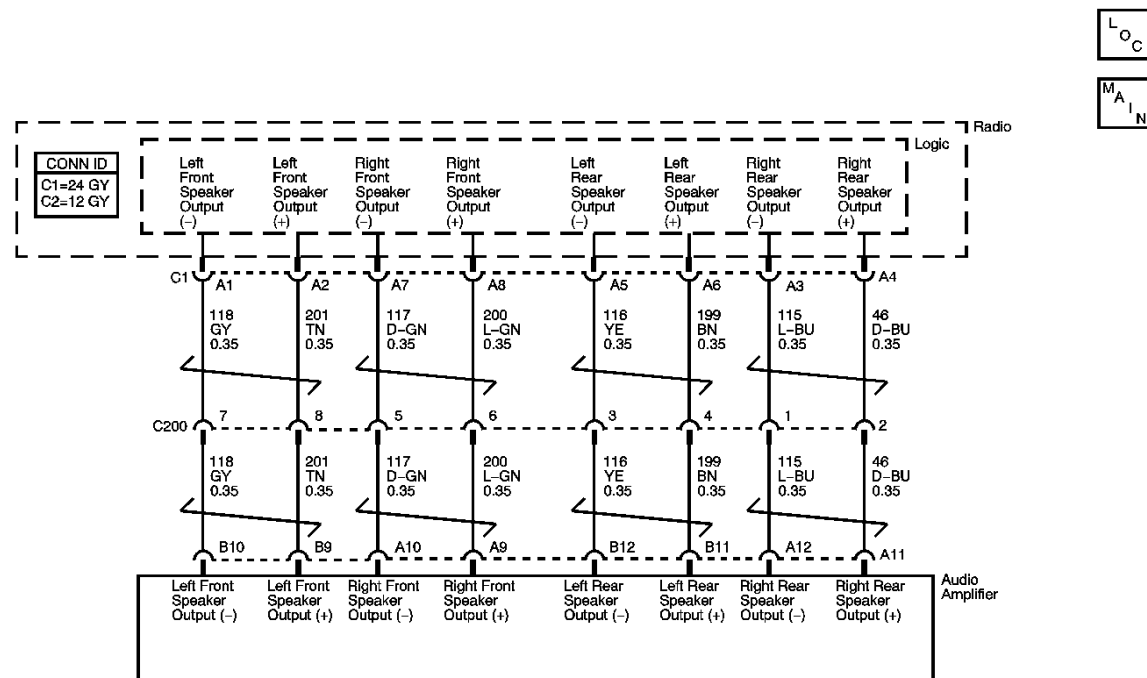 LOC
MAIN
Radio
Logic
CONN ID
C1=24 GY
C2=12 GY
Left
Front
Speaker
Output
(−)
Left
Front
Speaker
Output
(+)
Right
Front
Speaker
Output
(−)
Right
Front
Speaker
Output
(+)
Left
Rear
Speaker
Output
(−)
Left
Rear
Speaker
Output
(+)
Right
Rear
Speaker
Output
(−)
Right
Rear
Speaker
Output
(+)
C1 A1 A2 A7 A8 A5 A6 A3 A4
118 201 117 200 116 199 115 46
GY TN D−GN L−GN YE BN L−BU D−BU
0.35 0.35 0.35 0.35 0.35 0.35 0.35 0.35
C200 7 8 5 6 3 4 1 2
118 201 117 200 116 199 115 46
GY TN D−GN L−GN YE BN L−BU D−BU
0.35 0.35 0.35 0.35 0.35 0.35 0.35 0.35
B10 B9 A10 A9 B12 B11 A12 A11
Left Front
Speaker
Output (−)
Left Front
Speaker
Output (+)
Right Front
Speaker
Output (−)
Right Front
Speaker
Output (+)
Left Rear
Speaker
Output (−)
Left Rear
Speaker
Output (+)
Right Rear
Speaker
Output (−)
Right Rear
Speaker
Output (+)
Audio
Amplifier